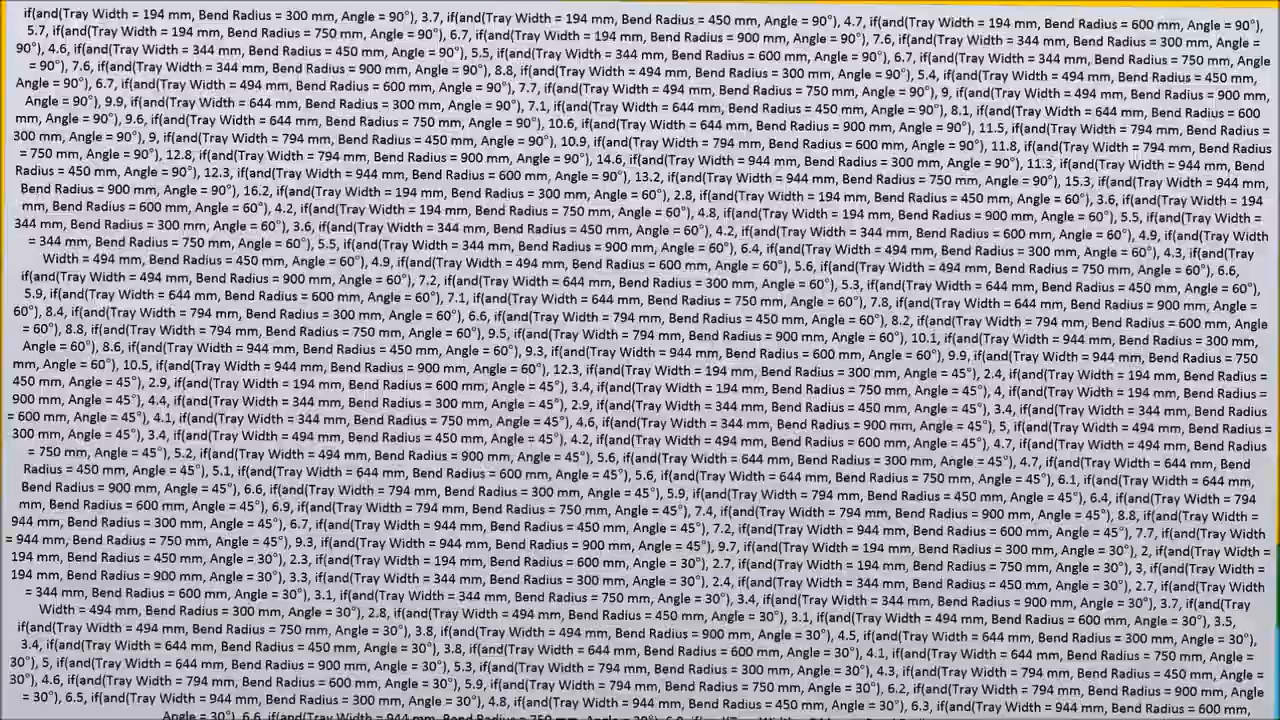 if(and(Tray Width = 194 mm, Bend Radius = 300 mm, Angle = 90°), 3.7, if(and(Tray Width = 194 mm, Bend Radius = 450 mm, Angle = 90°), 4.7, if(and(Tray Width = 194 mm, Bend Radius = 600 mm, Angle = 90°),
5.7, if(and(Tray Width = 194 mm, Bend Radius = 750 mm, Angle = 90°), 6.7, if(and(Tray Width = 194 mm, Bend Radius = 900 mm, Angle = 90°), 7.6, if(and(Tray Width = 344 mm, Bend Radius = 300 mm, Angle =
90°), 4.6, if(and(Tray Width = 344 mm, Bend Radius = 450 mm, Angle = 90°), 5.5, if(and(Tray Width = 344 mm, Bend Radius = 600 mm, Angle = 90°), 6.7, if(and(Tray Width = 344 mm, Bend Radius = 750 mm, Angle
= 90°), 7.6, if(and(Tray Width = 344 mm, Bend Radius = 900 mm, Angle = 90°), 8.8, if(and(Tray Width = 494 mm, Bend Radius = 300 mm, Angle = 90°), 5.4, if(and(Tray Width = 494 mm, Bend Radius = 450 mm,
Angle = 90°), 6.7, if(and(Tray Width = 494 mm, Bend Radius = 600 mm, Angle = 90°), 7.7, if(and(Tray Width = 494 mm, Bend Radius = 750 mm, Angle = 90°), 9, if(and(Tray Width = 494 mm, Bend Radius = 900 mm,
Angle = 90°), 9.9, if(and(Tray Width = 644 mm, Bend Radius = 300 mm, Angle = 90°), 7.1, if(and(Tray Width = 644 mm, Bend Radius = 450 mm, Angle = 90°), 8.1, if(and(Tray Width = 644 mm, Bend Radius = 600
mm, Angle = 90°), 9.6, if(and(Tray Width = 644 mm, Bend Radius = 750 mm, Angle = 90°), 10.6, if(and(Tray Width = 644 mm, Bend Radius = 900 mm, Angle = 90°), 11.5, if(and(Tray Width = 794 mm, Bend Radius =
300 mm, Angle = 90°), 9, if(and(Tray Width = 794 mm, Bend Radius = 450 mm, Angle = 90°), 10.9, if(and(Tray Width = 794 mm, Bend Radius = 600 mm, Angle = 90°), 11.8, if(and(Tray Width = 794 mm, Bend Radius
= 750 mm, Angle = 90°), 12.8, if(and(Tray Width = 794 mm, Bend Radius = 900 mm, Angle = 90°), 14.6, if(and(Tray Width = 944 mm, Bend Radius = 300 mm, Angle = 90°), 11.3, if(and(Tray Width = 944 mm, Bend
Radius = 450 mm, Angle = 90°), 12.3, if(and(Tray Width = 944 mm, Bend Radius = 600 mm, Angle = 90°), 13.2, if(and(Tray Width = 944 mm, Bend Radius = 750 mm, Angle = 90°), 15.3, if(and(Tray Width = 944 mm,
Bend Radius = 900 mm, Angle = 90°), 16.2, if(and(Tray Width = 194 mm, Bend Radius = 300 mm, Angle = 60°), 2.8, if(and(Tray Width = 194 mm, Bend Radius = 450 mm, Angle = 60°), 3.6, if(and(Tray Width = 194
mm, Bend Radius = 600 mm, Angle = 60°), 4.2, if(and(Tray Width = 194 mm, Bend Radius = 750 mm, Angle = 60°), 4.8, if(and(Tray Width = 194 mm, Bend Radius = 900 mm, Angle = 60°), 5.5, if(and(Tray Width =
344 mm, Bend Radius = 300 mm, Angle = 60°), 3.6, if(and(Tray Width = 344 mm, Bend Radius = 450 mm, Angle = 60°), 4.2, if(and(Tray Width = 344 mm, Bend Radius = 600 mm, Angle = 60°), 4.9, if(and(Tray Width
= 344 mm, Bend Radius = 750 mm, Angle = 60°), 5.5, if(and(Tray Width = 344 mm, Bend Radius = 900 mm, Angle = 60°), 6.4, if(and(Tray Width = 494 mm, Bend Radius = 300 mm, Angle = 60°), 4.3, if(and(Tray
Width = 494 mm, Bend Radius = 450 mm, Angle = 60°), 4.9, if(and(Tray Width = 494 mm, Bend Radius = 600 mm, Angle = 60°), 5.6, if(and(Tray Width = 494 mm, Bend Radius = 750 mm, Angle = 60°), 6.6,
if(and(Tray Width = 494 mm, Bend Radius = 900 mm, Angle = 60°), 7.2, if(and(Tray Width = 644 mm, Bend Radius = 300 mm, Angle = 60°), 5.3, if(and(Tray Width = 644 mm, Bend Radius = 450 mm, Angle = 60°),
5.9, if(and(Tray Width = 644 mm, Bend Radius = 600 mm, Angle = 60°), 7.1, if(and(Tray Width = 644 mm, Bend Radius = 750 mm, Angle = 60°), 7.8, if(and(Tray Width = 644 mm, Bend Radius = 900 mm, Angle =
60°), 8.4, if(and(Tray Width = 794 mm, Bend Radius = 300 mm, Angle = 60°), 6.6, if(and(Tray Width = 794 mm, Bend Radius = 450 mm, Angle = 60°), 8.2, if(and(Tray Width = 794 mm, Bend Radius = 600 mm, Angle
= 60°), 8.8, if(and(Tray Width = 794 mm, Bend Radius = 750 mm, Angle = 60°), 9.5, if(and(Tray Width = 794 mm, Bend Radius = 900 mm, Angle = 60°), 10.1, if(and(Tray Width = 944 mm, Bend Radius = 300 mm,
Angle = 60°), 8.6, if(and(Tray Width = 944 mm, Bend Radius = 450 mm, Angle = 60°), 9.3, if(and(Tray Width = 944 mm, Bend Radius = 600 mm, Angle = 60°), 9.9, if(and(Tray Width = 944 mm, Bend Radius = 750
mm, Angle = 60°), 10.5, if(and(Tray Width = 944 mm, Bend Radius = 900 mm, Angle = 60°), 12.3, if(and(Tray Width = 194 mm, Bend Radius = 300 mm, Angle = 45°), 2.4, if(and(Tray Width = 194 mm, Bend Radius =
450 mm, Angle = 45°), 2.9, if(and(Tray Width = 194 mm, Bend Radius = 600 mm, Angle = 45°), 3.4, if(and(Tray Width = 194 mm, Bend Radius = 750 mm, Angle = 45°), 4, if(and(Tray Width = 194 mm, Bend Radius =
900 mm, Angle = 45°), 4.4, if(and(Tray Width = 344 mm, Bend Radius = 300 mm, Angle = 45°), 2.9, if(and(Tray Width = 344 mm, Bend Radius = 450 mm, Angle = 45°), 3.4, if(and(Tray Width = 344 mm, Bend Radius
= 600 mm, Angle = 45°), 4.1, if(and(Tray Width = 344 mm, Bend Radius = 750 mm, Angle = 45°), 4.6, if(and(Tray Width = 344 mm, Bend Radius = 900 mm, Angle = 45°), 5, if(and(Tray Width = 494 mm, Bend Radius =
300 mm, Angle = 45°), 3.4, if(and(Tray Width = 494 mm, Bend Radius = 450 mm, Angle = 45°), 4.2, if(and(Tray Width = 494 mm, Bend Radius = 600 mm, Angle = 45°), 4.7, if(and(Tray Width = 494 mm, Bend Radius
= 750 mm, Angle = 45°), 5.2, if(and(Tray Width = 494 mm, Bend Radius = 900 mm, Angle = 45°), 5.6, if(and(Tray Width = 644 mm, Bend Radius = 300 mm, Angle = 45°), 4.7, if(and(Tray Width = 644 mm, Bend
Radius = 450 mm, Angle = 45°), 5.1, if(and(Tray Width = 644 mm, Bend Radius = 600 mm, Angle = 45°), 5.6, if(and(Tray Width = 644 mm, Bend Radius = 750 mm, Angle = 45°), 6.1, if(and(Tray Width = 644 mm,
Bend Radius = 900 mm, Angle = 45°), 6.6, if(and(Tray Width = 794 mm, Bend Radius = 300 mm, Angle = 45°), 5.9, if(and(Tray Width = 794 mm, Bend Radius = 450 mm, Angle = 45°), 6.4, if(and(Tray Width = 794
mm, Bend Radius = 600 mm, Angle = 45°), 6.9, if(and(Tray Width = 794 mm, Bend Radius = 750 mm, Angle = 45°), 7.4, if(and(Tray Width = 794 mm, Bend Radius = 900 mm, Angle = 45°), 8.8, if(and(Tray Width =
944 mm, Bend Radius = 300 mm, Angle = 45°), 6.7, if(and(Tray Width = 944 mm, Bend Radius = 450 mm, Angle = 45°), 7.2, if(and(Tray Width = 944 mm, Bend Radius = 600 mm, Angle = 45°), 7.7, if(and(Tray Width
= 944 mm, Bend Radius = 750 mm, Angle = 45°), 9.3, if(and(Tray Width = 944 mm, Bend Radius = 900 mm, Angle = 45°), 9.7, if(and(Tray Width = 194 mm, Bend Radius = 300 mm, Angle = 30°), 2, if(and(Tray Width =
194 mm, Bend Radius = 450 mm, Angle = 30°), 2.3, if(and(Tray Width = 194 mm, Bend Radius = 600 mm, Angle = 30°), 2.7, if(and(Tray Width = 194 mm, Bend Radius = 750 mm, Angle = 30°), 3, if(and(Tray Width =
194 mm, Bend Radius = 900 mm, Angle = 30°), 3.3, if(and(Tray Width = 344 mm, Bend Radius = 300 mm, Angle = 30°), 2.4, if(and(Tray Width = 344 mm, Bend Radius = 450 mm, Angle = 30°), 2.7, if(and(Tray Width
= 344 mm, Bend Radius = 600 mm, Angle = 30°), 3.1, if(and(Tray Width = 344 mm, Bend Radius = 750 mm, Angle = 30°), 3.4, if(and(Tray Width = 344 mm, Bend Radius = 900 mm, Angle = 30°), 3.7, if(and(Tray
Width = 494 mm, Bend Radius = 300 mm, Angle = 30°), 2.8, if(and(Tray Width = 494 mm, Bend Radius = 450 mm, Angle = 30°), 3.1, if(and(Tray Width = 494 mm, Bend Radius = 600 mm, Angle = 30°), 3.5,
if(and(Tray Width = 494 mm, Bend Radius = 750 mm, Angle = 30°), 3.8, if(and(Tray Width = 494 mm, Bend Radius = 900 mm, Angle = 30°), 4.5, if(and(Tray Width = 644 mm, Bend Radius = 300 mm, Angle = 30°),
3.4, if(and(Tray Width = 644 mm, Bend Radius = 450 mm, Angle = 30°), 3.8, if(and(Tray Width = 644 mm, Bend Radius = 600 mm, Angle = 30°), 4.1, if(and(Tray Width = 644 mm, Bend Radius = 750 mm, Angle =
30°), 5, if(and(Tray Width = 644 mm, Bend Radius = 900 mm, Angle = 30°), 5.3, if(and(Tray Width = 794 mm, Bend Radius = 300 mm, Angle = 30°), 4.3, if(and(Tray Width = 794 mm, Bend Radius = 450 mm, Angle =
30°), 4.6, if(and(Tray Width = 794 mm, Bend Radius = 600 mm, Angle = 30°), 5.9, if(and(Tray Width = 794 mm, Bend Radius = 750 mm, Angle = 30°), 6.2, if(and(Tray Width = 794 mm, Bend Radius = 900 mm, Angle
= 30°), 6.5, if(and(Tray Width = 944 mm, Bend Radius = 300 mm, Angle = 30°), 4.8, if(and(Tray Width = 944 mm, Bend Radius = 450 mm, Angle = 30°), 6.3, if(and(Tray Width = 944 mm, Bend Radius = 600 mm,
Angle = 30°), 6.6, if(and(Tray Width = 944 mm, Bend Radius = 750 mm, Angle = 30°),